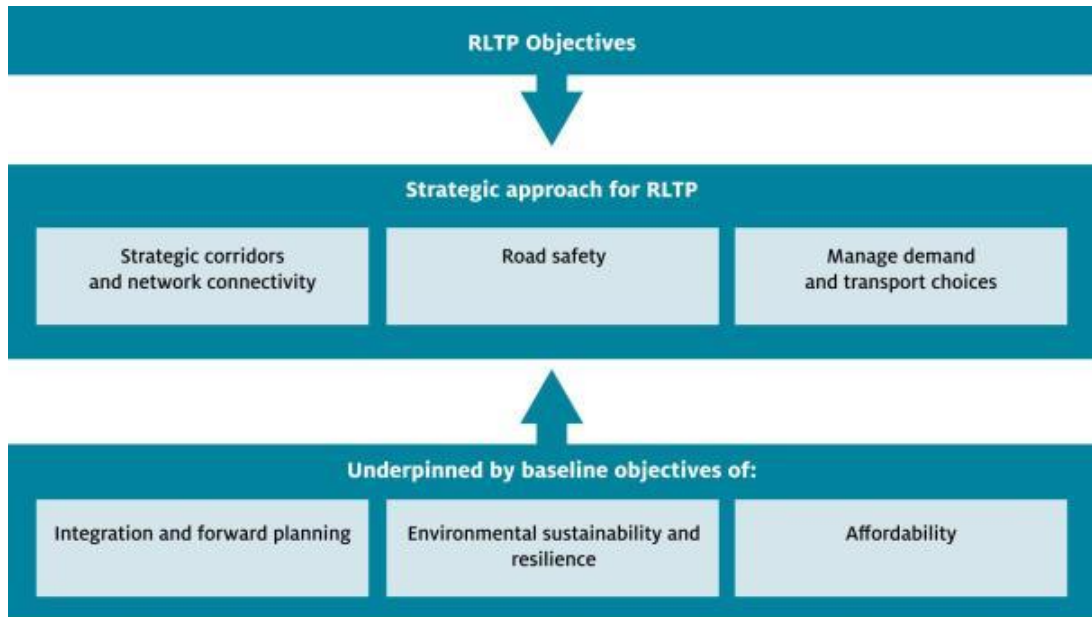 RLTP Objectives
Strategic approach for RLTP
Strategic corridors
and network connectivity
Road safety
Manage demand
and transport choices
Underpinned by baseline objectives of:
Integration and forward planning
Environmental sustainability and
resilience
Affordability